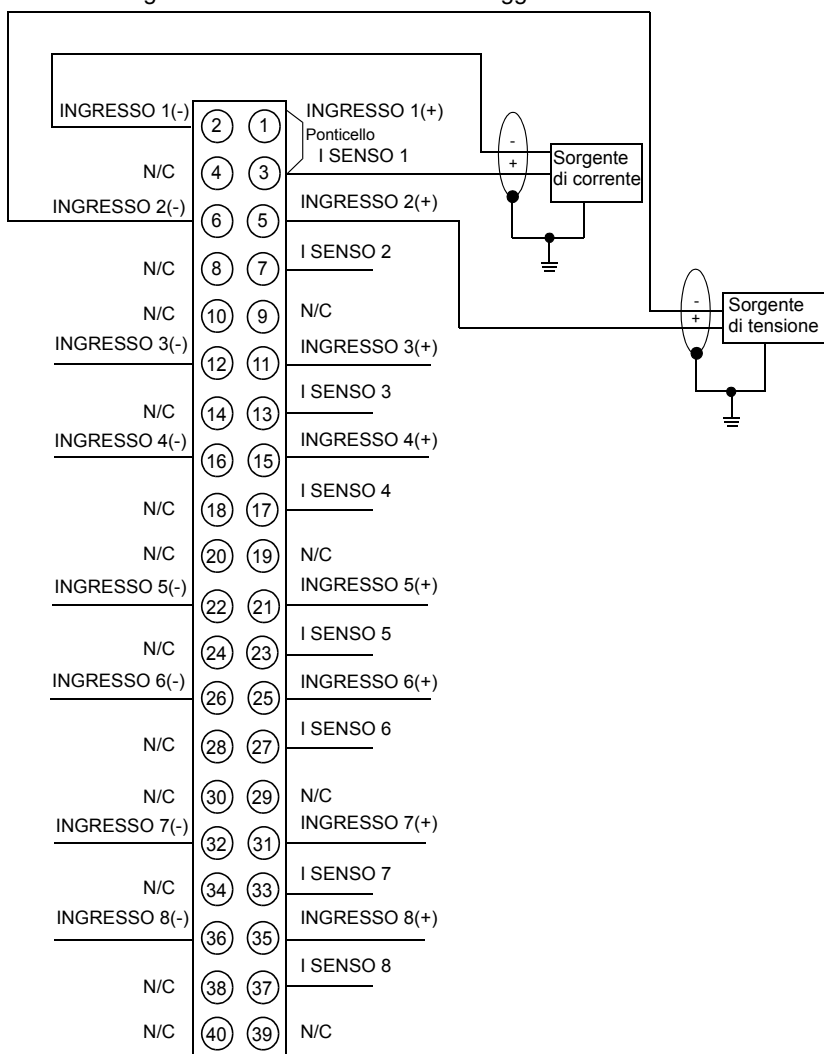 INGRESSO 1(-) 2 1 INGRESSO 1(+)
Ponticello
N/C 4 3 I SENSO 1
- +
Sorgente
di corrente
INGRESSO 2(-) 6 5 INGRESSO 2(+)
N/C 8 7 I SENSO 2
- +
Sorgente
di tensione
N/C 10 9 N/C
INGRESSO 3(-) 12 11 INGRESSO 3(+)
N/C 14 13 I SENSO 3
INGRESSO 4(-) 16 15 INGRESSO 4(+)
N/C 18 17 I SENSO 4
N/C 20 19 N/C
INGRESSO 5(-) 22 21 INGRESSO 5(+)
N/C 24 23 I SENSO 5
INGRESSO 6(-) 26 25 INGRESSO 6(+)
N/C 28 27 I SENSO 6
N/C 30 29 N/C
INGRESSO 7(-) 32 31 INGRESSO 7(+)
N/C 34 33 I SENSO 7
INGRESSO 8(-) 36 35 INGRESSO 8(+)
N/C 38 37 I SENSO 8
N/C 40 39 N/C